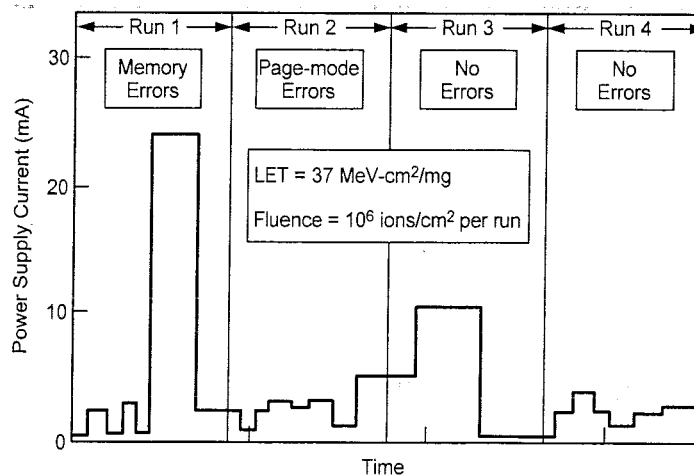 Run 1 Run 2 Run 3 Run 4
Memory Errors
Page-mode Errors
No Errors
No Errors
LET = 37 MeV-cm²/mg
Fluence = 10⁶ ions/cm² per run
30
20
10
0
Power Supply Current (mA)
Time